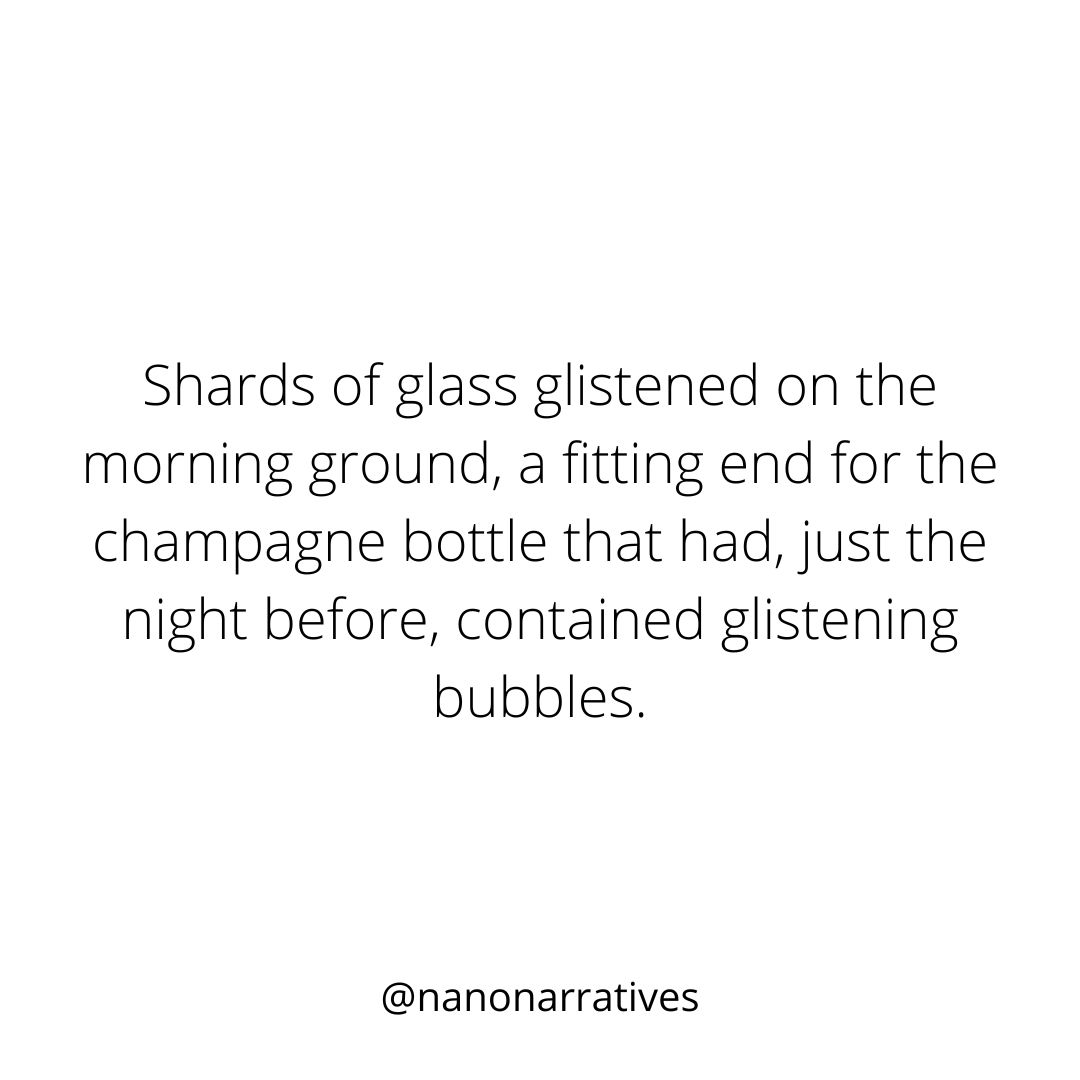 Shards of glass glistened on the
morning ground, a fitting end for the
champagne bottle that had, just the
night before, contained glistening
bubbles.
@nanonarratives